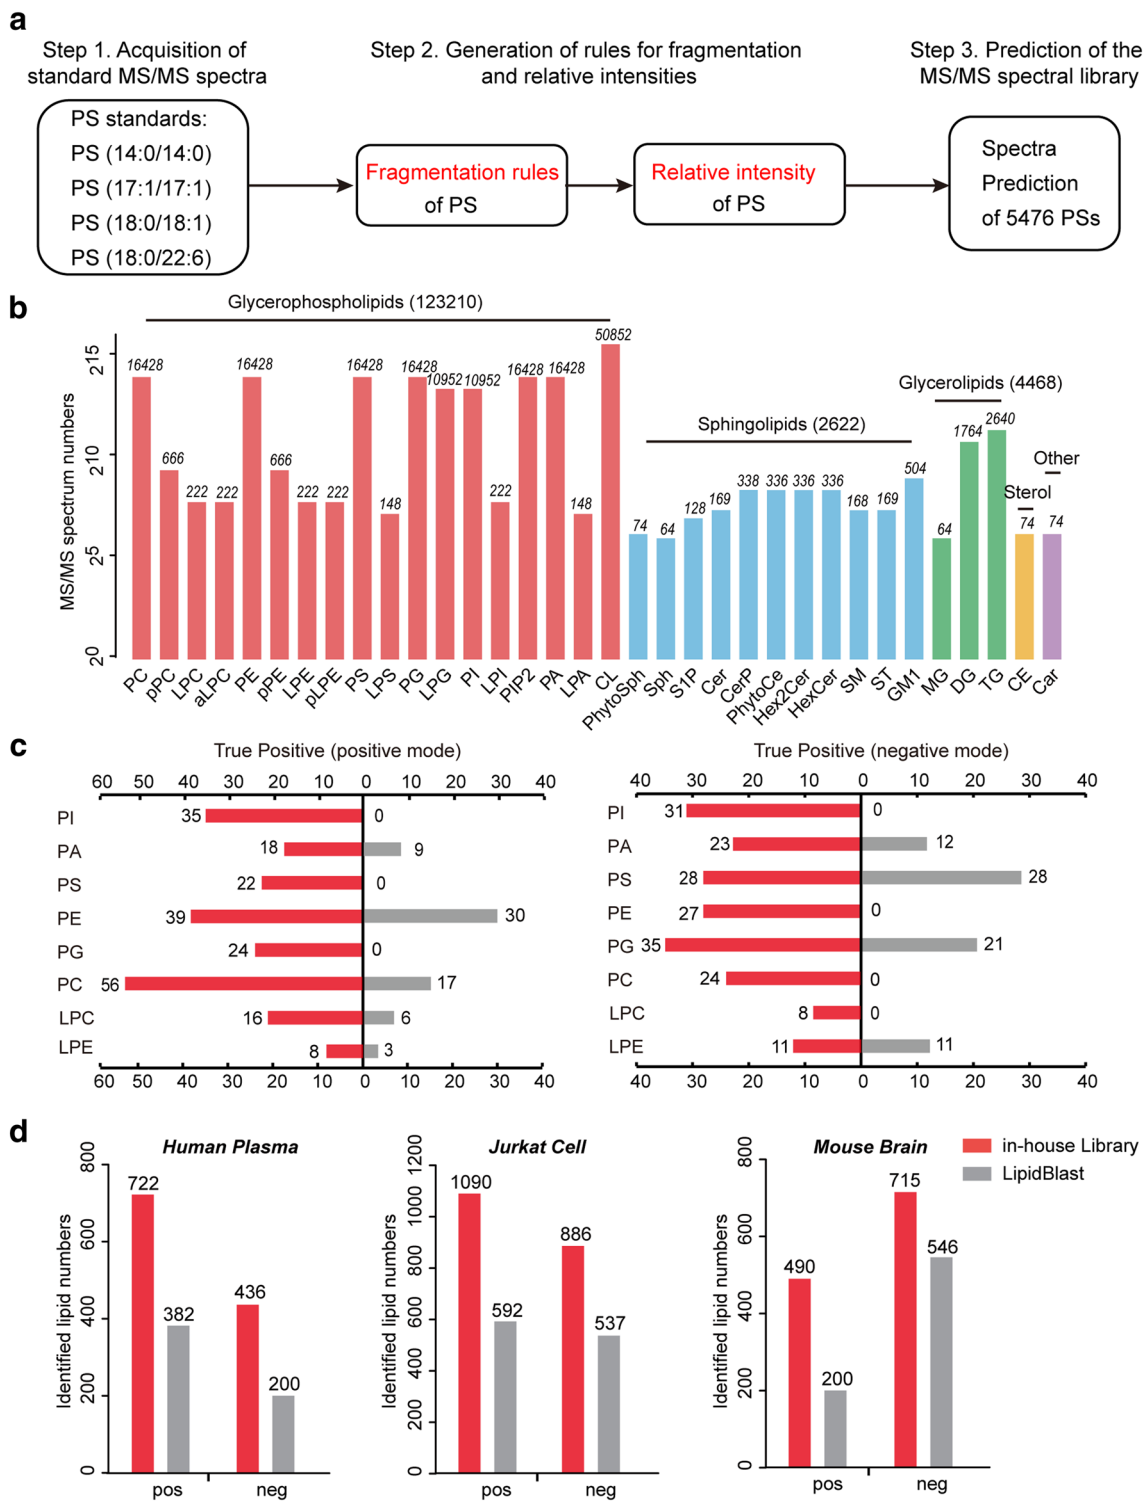 a
Step 1. Acquisition of
standard MS/MS spectra
Step 2. Generation of rules for fragmentation
and relative intensities
Step 3. Prediction of the
MS/MS spectral library
PS standards:
PS (14:0/14:0)
PS (17:1/17:1)
PS (18:0/18:1)
PS (18:0/22:6)
Fragmentation rules
of PS
Relative intensity
of PS
Spectra
Prediction
of 5476 PSs
b
Glycerophospholipids (123210)
Sphingolipids (2622)
Glycerolipids (4468)
Sterol
Other
MS/MS spectrum numbers
215
210
25
20
16428
666
222
222
16428
666
222
222
16428
148
16428
10952
10952
222
16428
16428
148
50852
74
64
128
169
338
336
336
336
168
169
504
64
1764
2640
74
74
PC
pPC
LPC
aLPC
PE
pPE
LPE
pLPE
PS
LPS
PG
LPG
PI
LPI
PIP2
PA
LPA
CL
PhytoSph
Sph
S1P
Cer
CerP
PhytoCe
Hex2Cer
HexCer
SM
ST
GM1
MG
DG
TG
CE
Car
c
True Positive (positive mode)
60 50 40 30 20 10 0 10 20 30 40
PI 35 0
PA 18 9
PS 22 0
PE 39 30
PG 24 0
PC 56 17
LPC 16 6
LPE 8 3
60 50 40 30 20 10 0 10 20 30 40
True Positive (negative mode)
40 30 20 10 0 10 20 30 40
PI 31 0
PA 23 12
PS 28 28
PE 27 0
PG 35 21
PC 24 0
LPC 8 0
LPE 11 11
40 30 20 10 0 10 20 30 40
d
Human Plasma
Identified lipid numbers
800
600
400
200
0
722
382
436
200
pos neg
Jurkat Cell
Identified lipid numbers
1200
1000
800
600
400
200
0
1090
592
886
537
pos neg
Mouse Brain
Identified lipid numbers
800
600
400
200
0
490
200
715
546
pos neg
in-house Library
LipidBlast